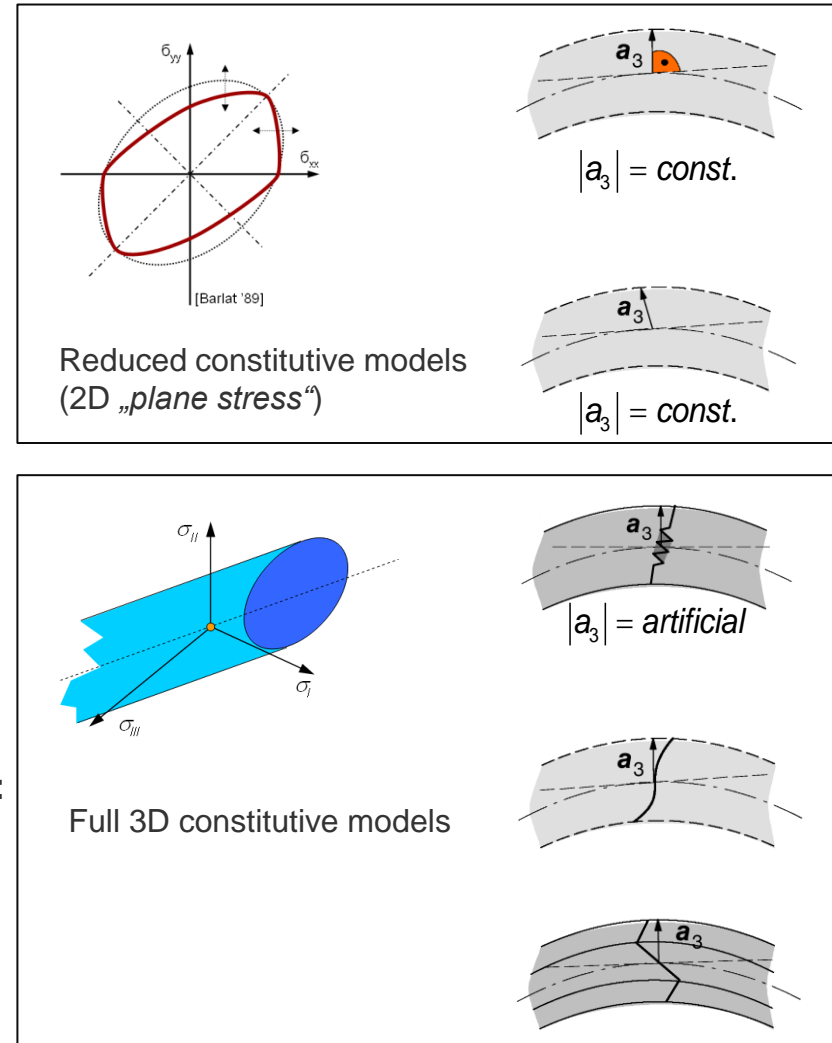 б_yy
a_3
б_xx
|a_3| = const.
[Barlat '89]
a_3
Reduced constitutive models
(2D „plane stress“)
|a_3| = const.
σ_II
a_3
|a_3| = artificial
σ_I
σ_III
a_3
:
Full 3D constitutive models
a_3